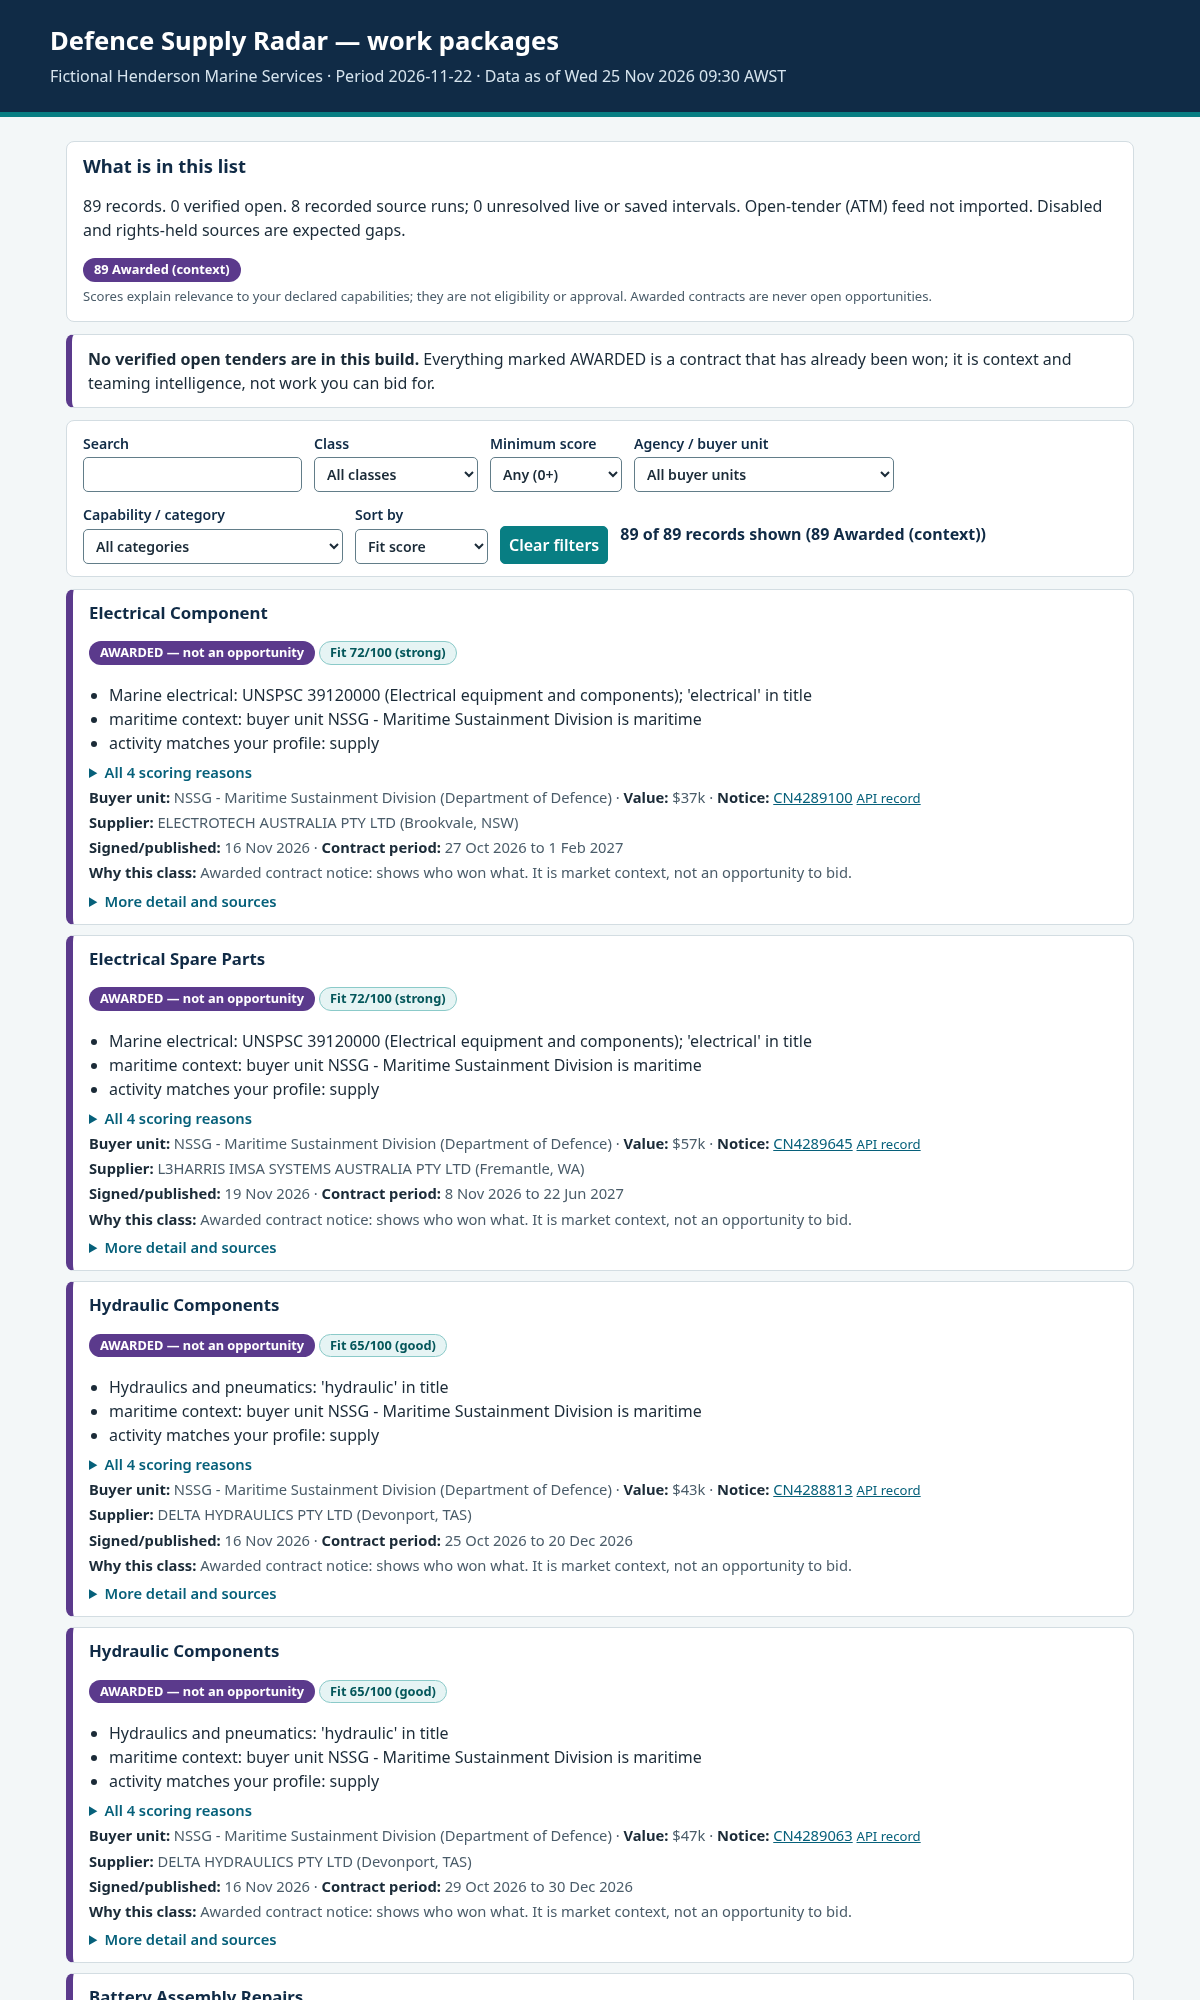 Defence Supply Radar — work packages
Fictional Henderson Marine Services · Period 2026-11-22 · Data as of Wed 25 Nov 2026 09:30 AWST
What is in this list
89 records. 0 verified open. 8 recorded source runs; 0 unresolved live or saved intervals. Open-tender (ATM) feed not imported. Disabled
and rights-held sources are expected gaps.
89 Awarded (context)
Scores explain relevance to your declared capabilities; they are not eligibility or approval. Awarded contracts are never open opportunities.
No verified open tenders are in this build. Everything marked AWARDED is a contract that has already been won; it is context and
teaming intelligence, not work you can bid for.
Search Class Minimum score Agency / buyer unit
All classes Any (0+) All buyer units
Capability / category Sort by
All categories Fit score Clear filters 89 of 89 records shown (89 Awarded (context))
Electrical Component
AWARDED — not an opportunity Fit 72/100 (strong)
• Marine electrical: UNSPSC 39120000 (Electrical equipment and components); 'electrical' in title
• maritime context: buyer unit NSSG - Maritime Sustainment Division is maritime
• activity matches your profile: supply
▶ All 4 scoring reasons
Buyer unit: NSSG - Maritime Sustainment Division (Department of Defence) · Value: $37k · Notice: CN4289100 API record
Supplier: ELECTROTECH AUSTRALIA PTY LTD (Brookvale, NSW)
Signed/published: 16 Nov 2026 · Contract period: 27 Oct 2026 to 1 Feb 2027
Why this class: Awarded contract notice: shows who won what. It is market context, not an opportunity to bid.
▶ More detail and sources
Electrical Spare Parts
AWARDED — not an opportunity Fit 72/100 (strong)
• Marine electrical: UNSPSC 39120000 (Electrical equipment and components); 'electrical' in title
• maritime context: buyer unit NSSG - Maritime Sustainment Division is maritime
• activity matches your profile: supply
▶ All 4 scoring reasons
Buyer unit: NSSG - Maritime Sustainment Division (Department of Defence) · Value: $57k · Notice: CN4289645 API record
Supplier: L3HARRIS IMSA SYSTEMS AUSTRALIA PTY LTD (Fremantle, WA)
Signed/published: 19 Nov 2026 · Contract period: 8 Nov 2026 to 22 Jun 2027
Why this class: Awarded contract notice: shows who won what. It is market context, not an opportunity to bid.
▶ More detail and sources
Hydraulic Components
AWARDED — not an opportunity Fit 65/100 (good)
• Hydraulics and pneumatics: 'hydraulic' in title
• maritime context: buyer unit NSSG - Maritime Sustainment Division is maritime
• activity matches your profile: supply
▶ All 4 scoring reasons
Buyer unit: NSSG - Maritime Sustainment Division (Department of Defence) · Value: $43k · Notice: CN4288813 API record
Supplier: DELTA HYDRAULICS PTY LTD (Devonport, TAS)
Signed/published: 16 Nov 2026 · Contract period: 25 Oct 2026 to 20 Dec 2026
Why this class: Awarded contract notice: shows who won what. It is market context, not an opportunity to bid.
▶ More detail and sources
Hydraulic Components
AWARDED — not an opportunity Fit 65/100 (good)
• Hydraulics and pneumatics: 'hydraulic' in title
• maritime context: buyer unit NSSG - Maritime Sustainment Division is maritime
• activity matches your profile: supply
▶ All 4 scoring reasons
Buyer unit: NSSG - Maritime Sustainment Division (Department of Defence) · Value: $47k · Notice: CN4289063 API record
Supplier: DELTA HYDRAULICS PTY LTD (Devonport, TAS)
Signed/published: 16 Nov 2026 · Contract period: 29 Oct 2026 to 30 Dec 2026
Why this class: Awarded contract notice: shows who won what. It is market context, not an opportunity to bid.
▶ More detail and sources
Battery Assembly Repairs